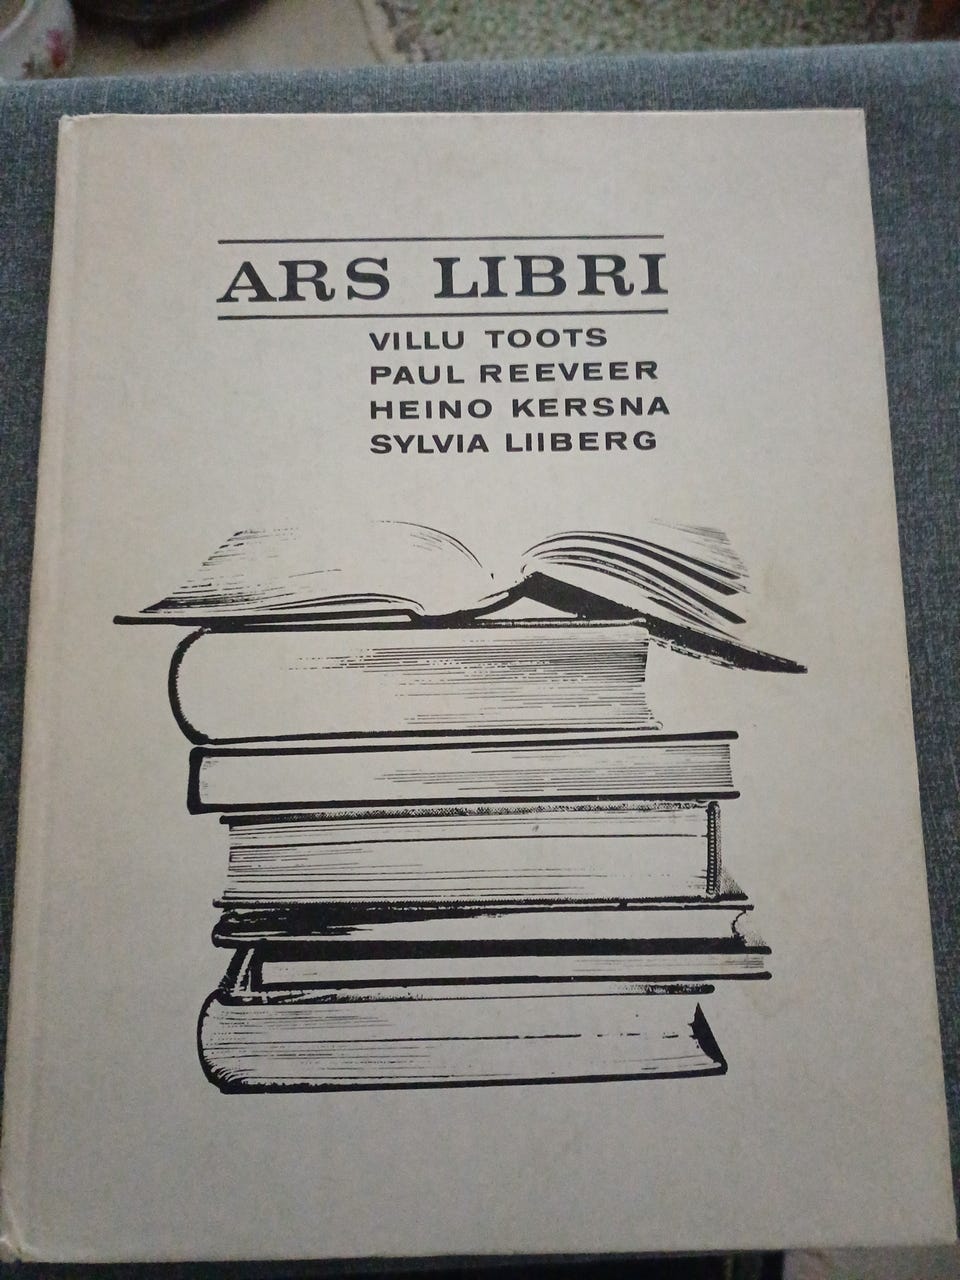 ARS LIBRI
VILLU TOOTS
PAUL REEVEER
HEINO KERSNA
SYLVIA LIIBERG